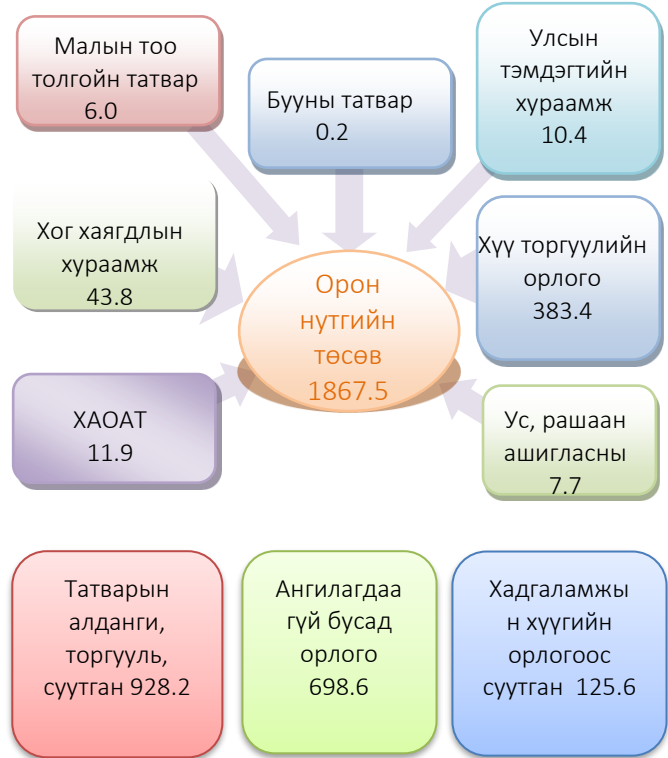 Малын тоо
толгойн татвар
6.0
Бууны татвар
0.2
Улсын
тэмдэгтийн
хураамж
10.4
Хог хаягдлын
хураамж
43.8
Орон
нутгийн
төсөв
1867.5
Хүү торгуулийн
орлого
383.4
ХАОАТ
11.9
Ус, рашаан
ашигласны
7.7
Татварын
алданги,
торгууль,
суутган 928.2
Ангилагдаа
гүй бусад
орлого
698.6
Хадгаламжы
н хүүгийн
орлогоос
суутган 125.6